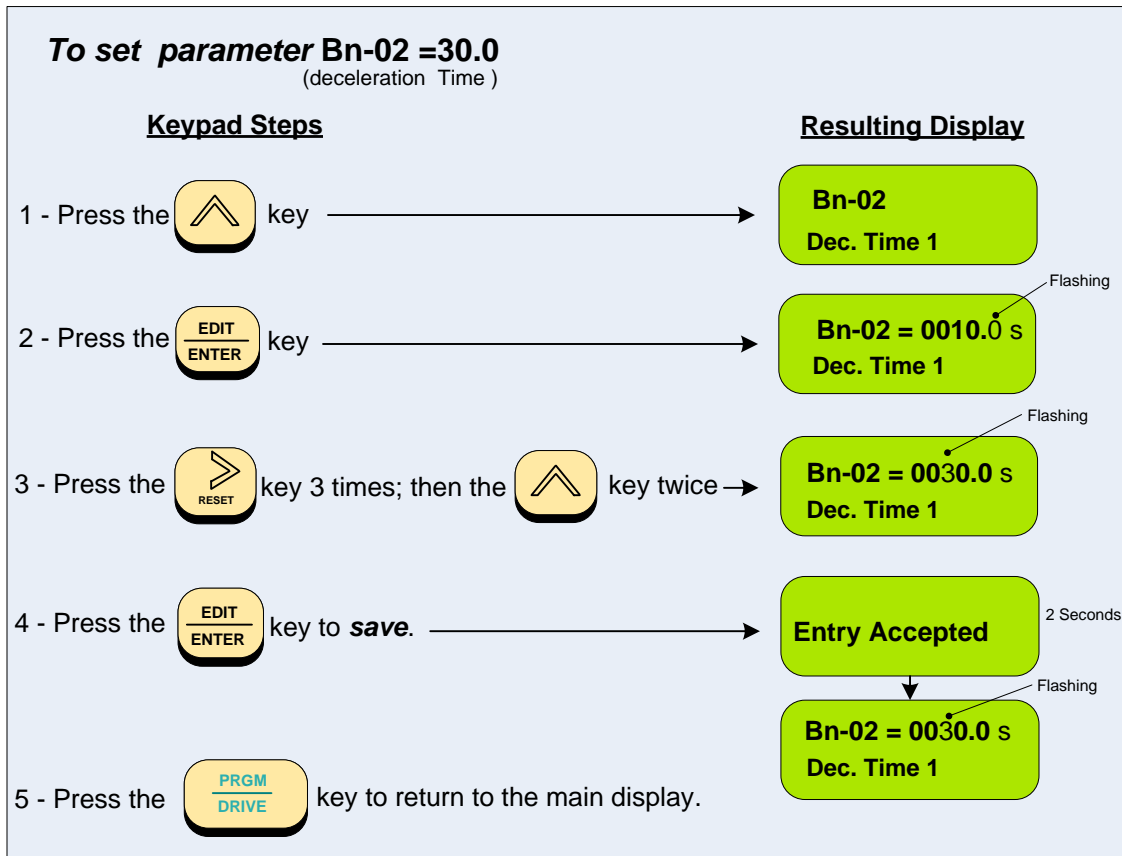 To set parameter Bn-02 =30.0
(deceleration Time )
Keypad Steps
Resulting Display
1 - Press the key
Bn-02
Dec. Time 1
2 - Press the EDIT ENTER key
Flashing
Bn-02 = 0010.0 s
Dec. Time 1
3 - Press the RESET key 3 times; then the key twice
Flashing
Bn-02 = 0030.0 s
Dec. Time 1
4 - Press the EDIT ENTER key to save.
Entry Accepted
2 Seconds
Flashing
Bn-02 = 0030.0 s
Dec. Time 1
5 - Press the PRGM DRIVE key to return to the main display.